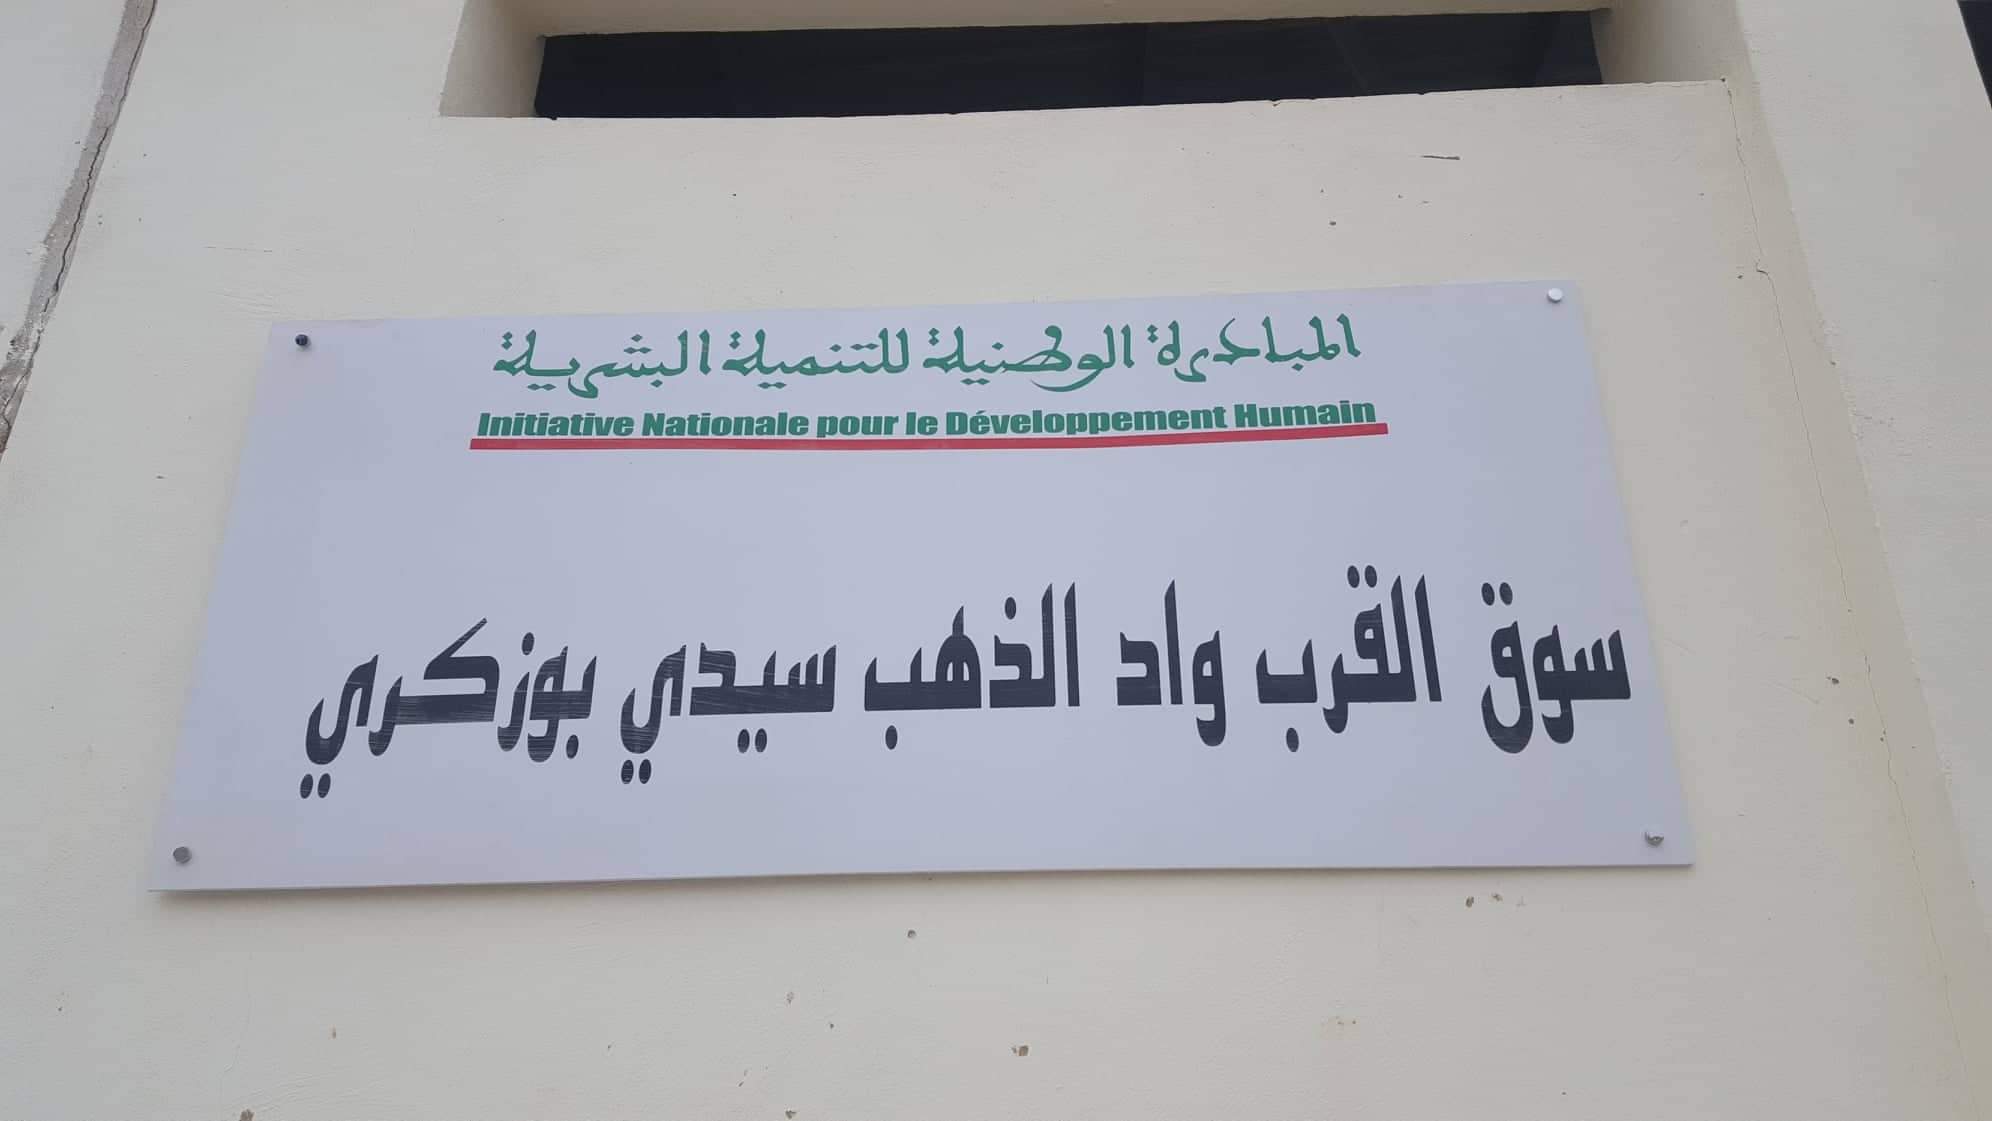 المبادرة الوطنية للتنمية البشرية
Initiative Nationale pour le Développement Humain
سوق القرب واد الذهب سيدي بوزكري